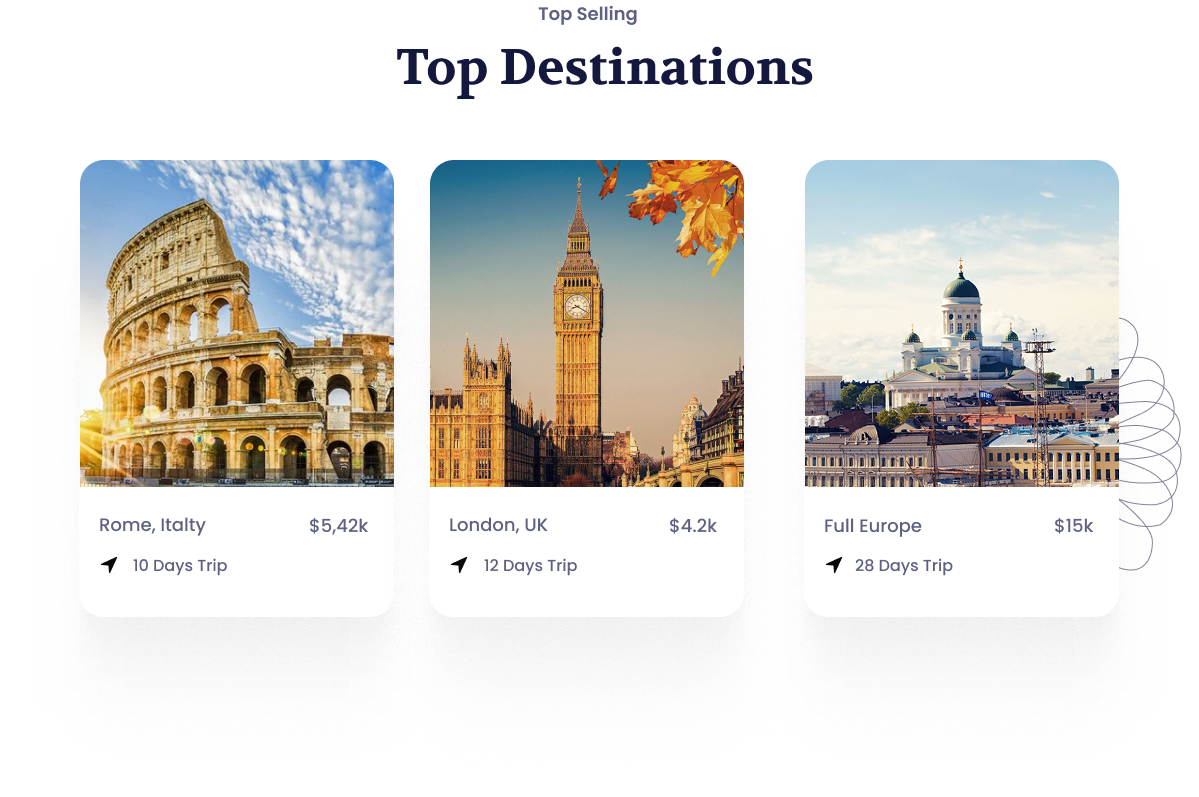 Top Selling
Top Destinations
Rome, Italty
$5,42k
10 Days Trip
London, UK
$4.2k
12 Days Trip
Full Europe
$15k
28 Days Trip